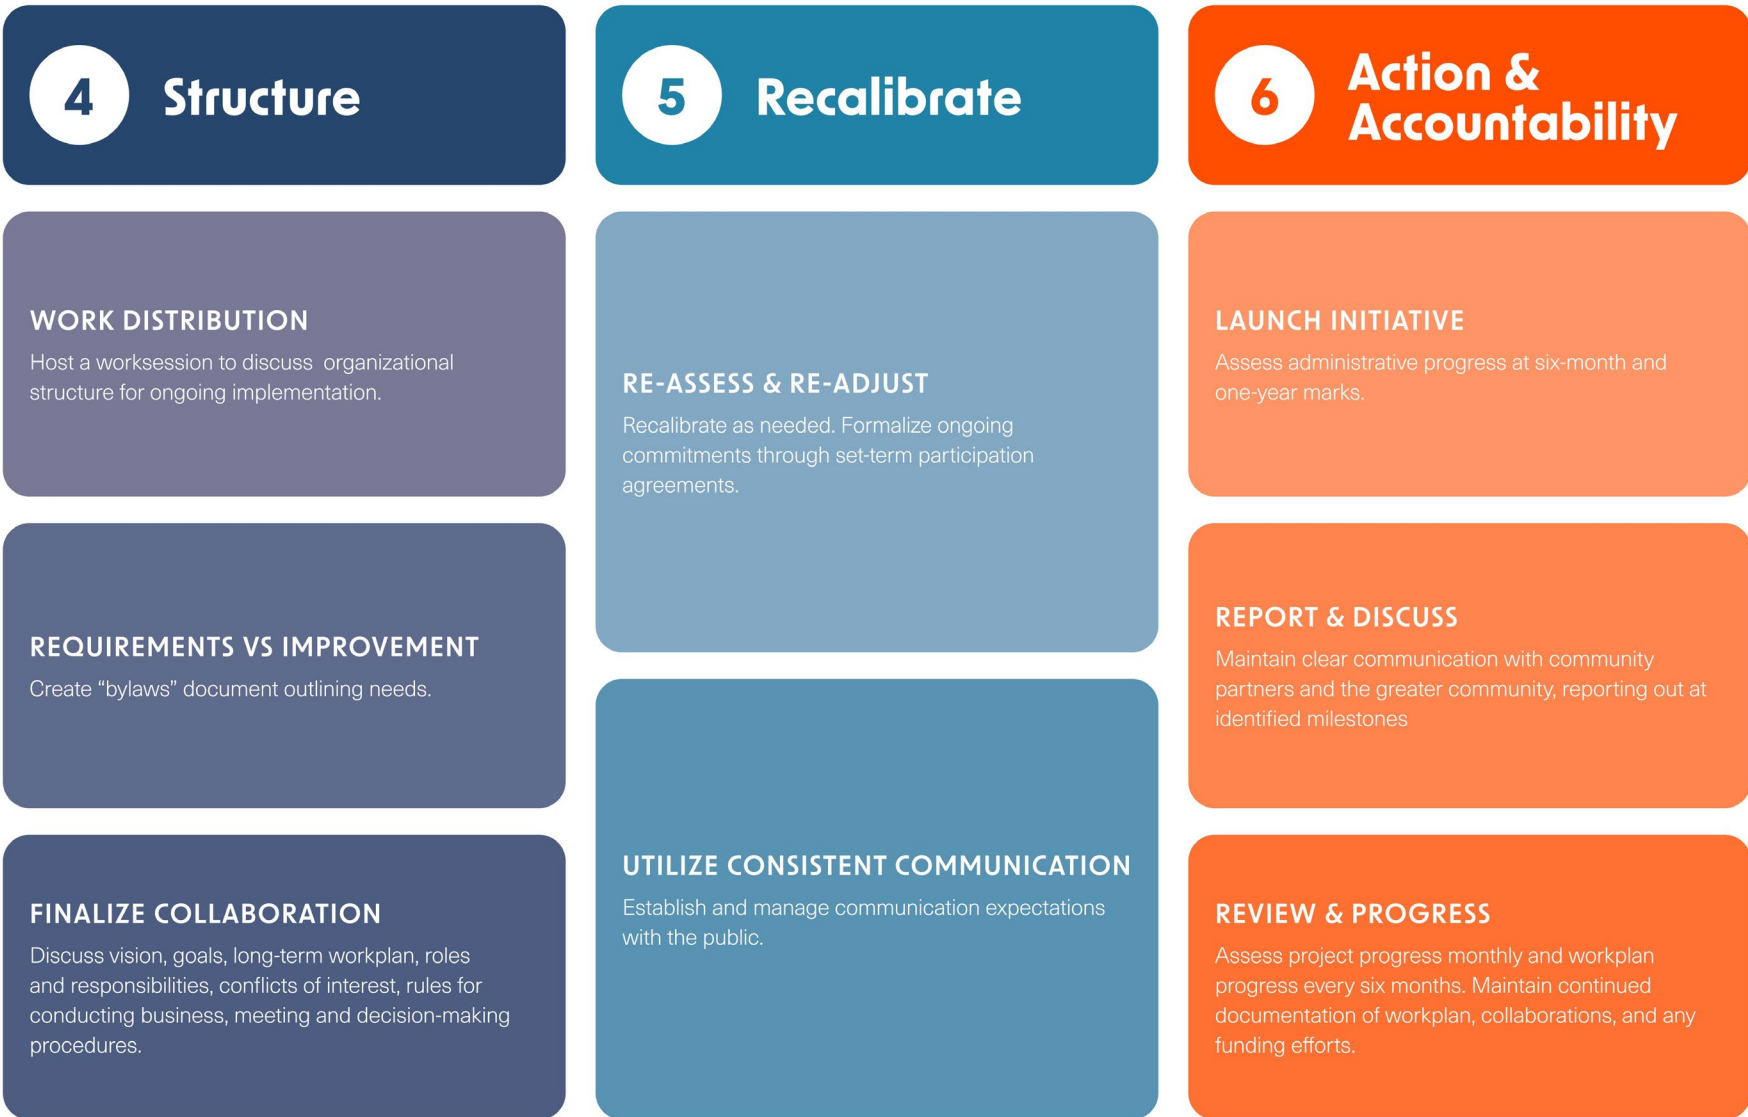 4
Structure
WORK DISTRIBUTION
Host a worksession to discuss organizational
structure for ongoing implementation.
REQUIREMENTS VS IMPROVEMENT
Create “bylaws” document outlining needs.
FINALIZE COLLABORATION
Discuss vision, goals, long-term workplan, roles
and responsibilities, conflicts of interest, rules for
conducting business, meeting and decision-making
procedures.
5
Recalibrate
RE-ASSESS & RE-ADJUST
Recalibrate as needed. Formalize ongoing
commitments through set-term participation
agreements.
UTILIZE CONSISTENT COMMUNICATION
Establish and manage communication expectations
with the public.
6
Action &
Accountability
LAUNCH INITIATIVE
Assess administrative progress at six-month and
one-year marks.
REPORT & DISCUSS
Maintain clear communication with community
partners and the greater community, reporting out at
identified milestones
REVIEW & PROGRESS
Assess project progress monthly and workplan
progress every six months. Maintain continued
documentation of workplan, collaborations, and any
funding efforts.